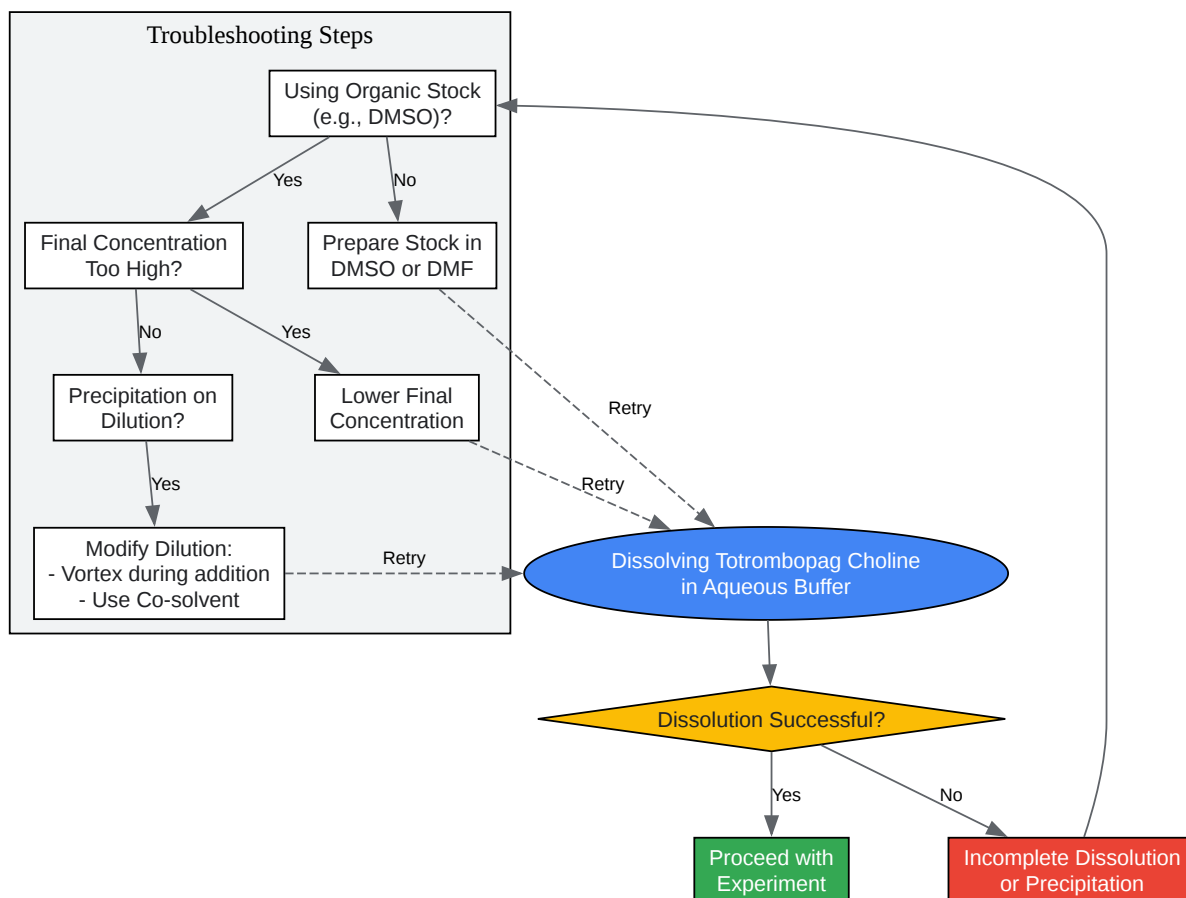 Troubleshooting Steps
Using Organic Stock
(e.g., DMSO)?
Yes
No
Final Concentration
Too High?
Prepare Stock in
DMSO or DMF
No
Yes
Precipitation on
Dilution?
Lower Final
Concentration
Retry
Yes
Retry
Modify Dilution:
- Vortex during addition
- Use Co-solvent
Retry
Dissolving Totrombopag Choline
in Aqueous Buffer
Dissolution Successful?
Yes
No
Proceed with
Experiment
Incomplete Dissolution
or Precipitation